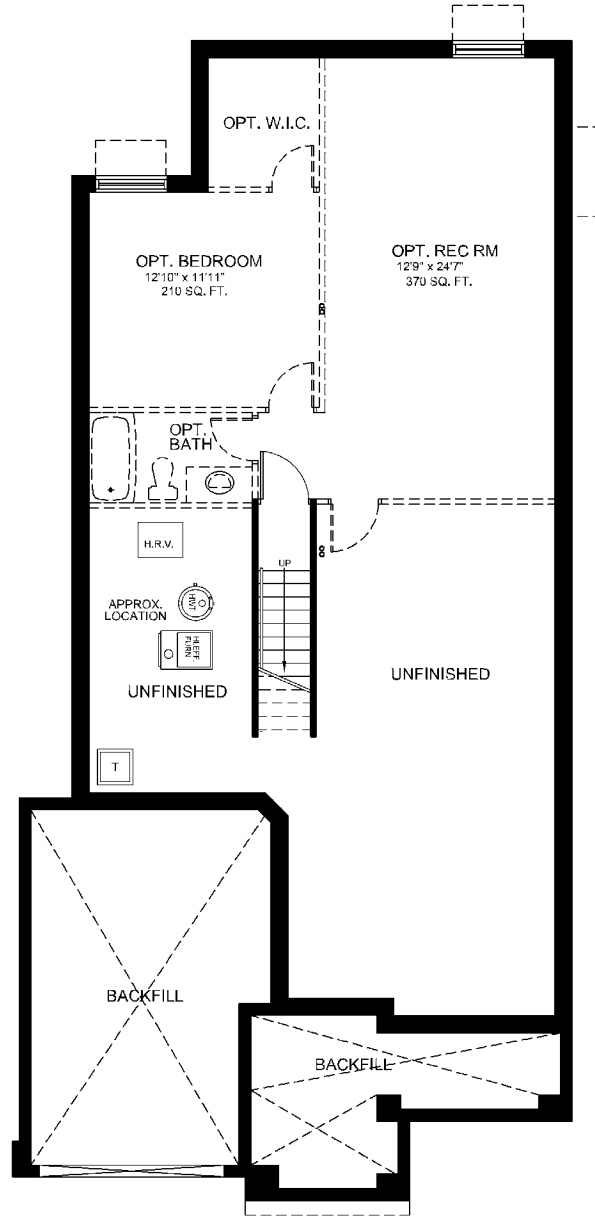 OPT. W.I.C.
OPT. BEDROOM
12'10" x 11'11"
210 SQ. FT.
OPT. REC RM
12'9" x 24'7"
370 SQ. FT.
OPT.
BATH
H.R.V.
UP
APPROX.
LOCATION
HWT
HI.EFF.
FURN
UNFINISHED
UNFINISHED
T
BACKFILL
BACKFILL